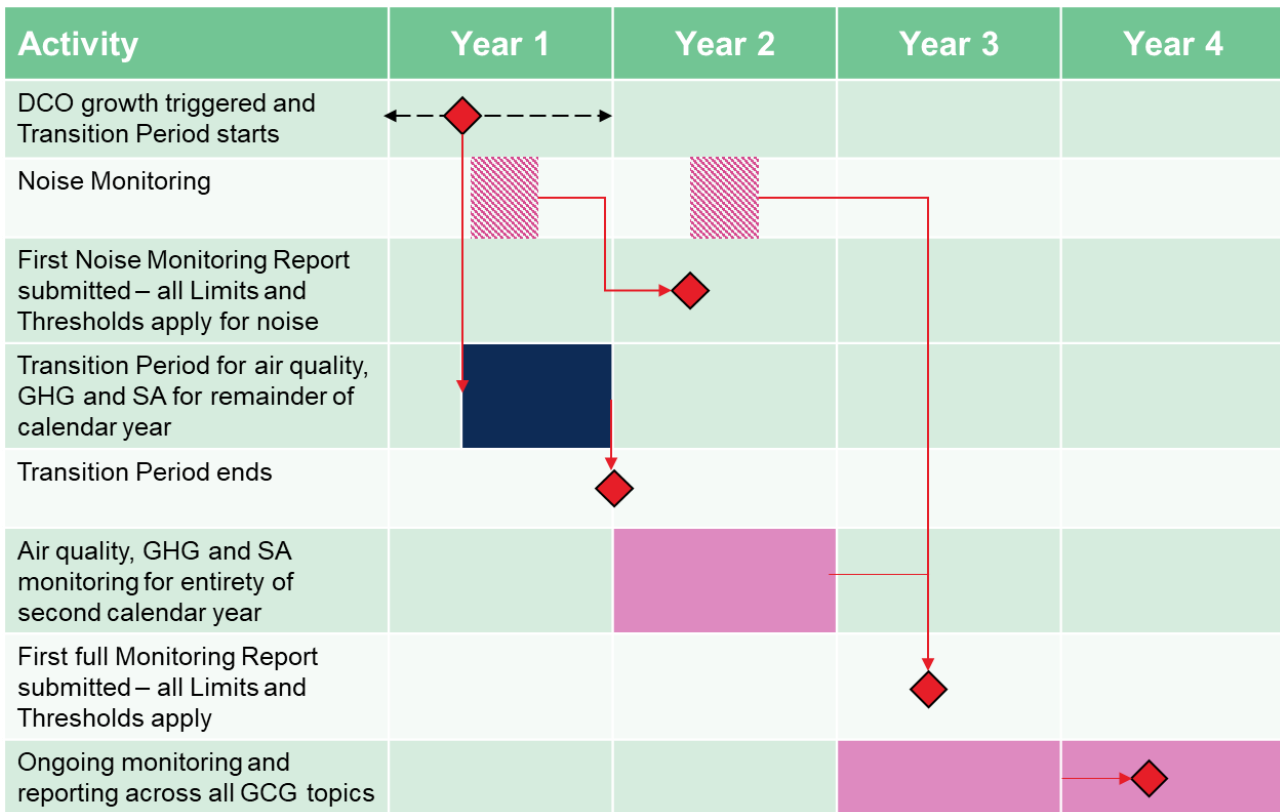 Activity
Year 1
Year 2
Year 3
Year 4
DCO growth triggered and
Transition Period starts
Noise Monitoring
First Noise Monitoring Report
submitted – all Limits and
Thresholds apply for noise
Transition Period for air quality,
GHG and SA for remainder of
calendar year
Transition Period ends
Air quality, GHG and SA
monitoring for entirety of
second calendar year
First full Monitoring Report
submitted – all Limits and
Thresholds apply
Ongoing monitoring and
reporting across all GCG topics